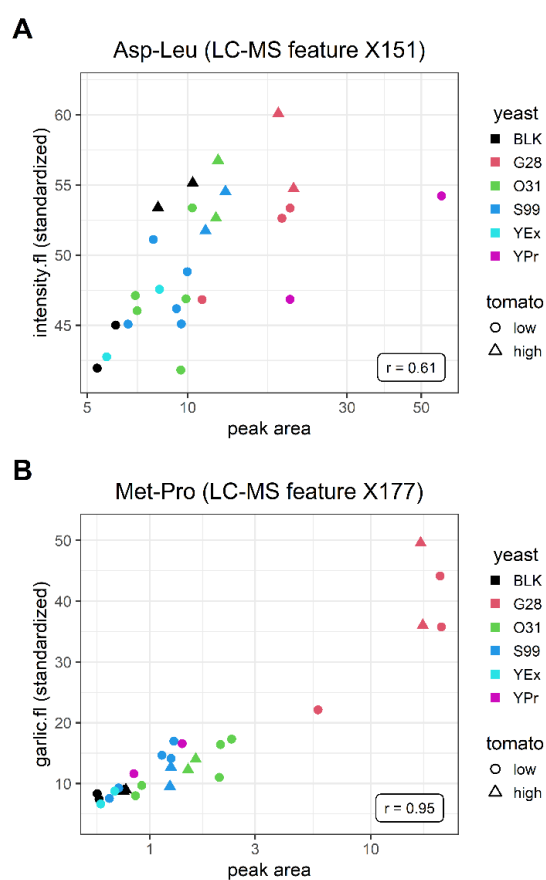 A
Asp-Leu (LC-MS feature X151)
intensity.fl (standardized)
60
55
50
45
5
10
30
50
peak area
r = 0.61
yeast
BLK
G28
O31
S99
YEx
YPr
tomato
low
high
B
Met-Pro (LC-MS feature X177)
garlic.fl (standardized)
50
40
30
20
10
1
3
10
peak area
r = 0.95
yeast
BLK
G28
O31
S99
YEx
YPr
tomato
low
high